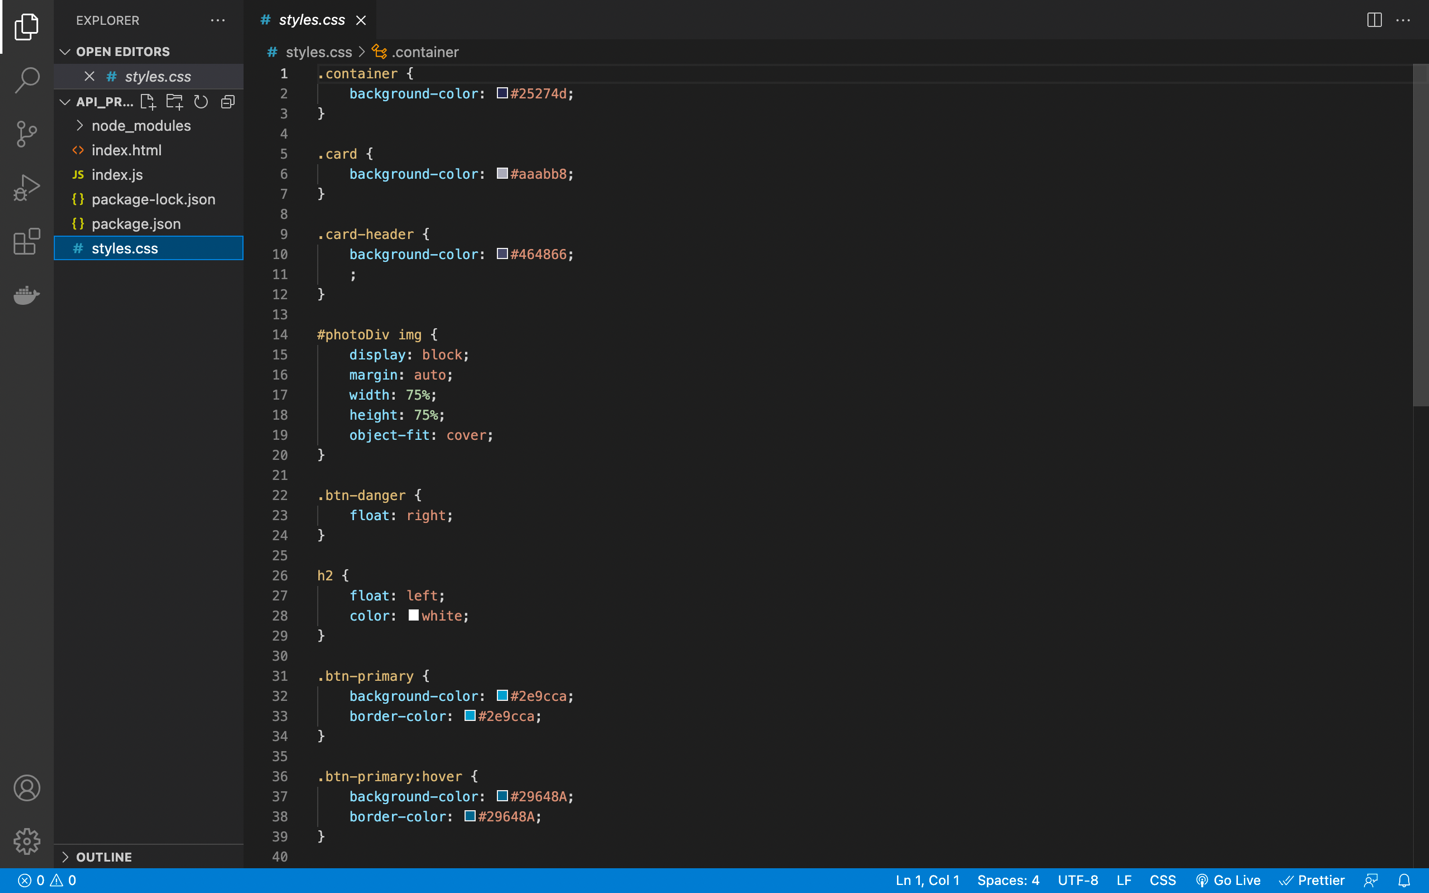 EXPLORER
OPEN EDITORS
# styles.css
API_PR...
node_modules
<> index.html
JS index.js
{} package-lock.json
{} package.json
# styles.css
OUTLINE
# styles.css
# styles.css > .container
1 .container {
2 background-color: #25274d;
3 }
4
5 .card {
6 background-color: #aaabb8;
7 }
8
9 .card-header {
10 background-color: #464866;
11 ;
12 }
13
14 #photoDiv img {
15 display: block;
16 margin: auto;
17 width: 75%;
18 height: 75%;
19 object-fit: cover;
20 }
21
22 .btn-danger {
23 float: right;
24 }
25
26 h2 {
27 float: left;
28 color: white;
29 }
30
31 .btn-primary {
32 background-color: #2e9cca;
33 border-color: #2e9cca;
34 }
35
36 .btn-primary:hover {
37 background-color: #29648A;
38 border-color: #29648A;
39 }
40
0 0 Ln 1, Col 1 Spaces: 4 UTF-8 LF CSS Go Live Prettier